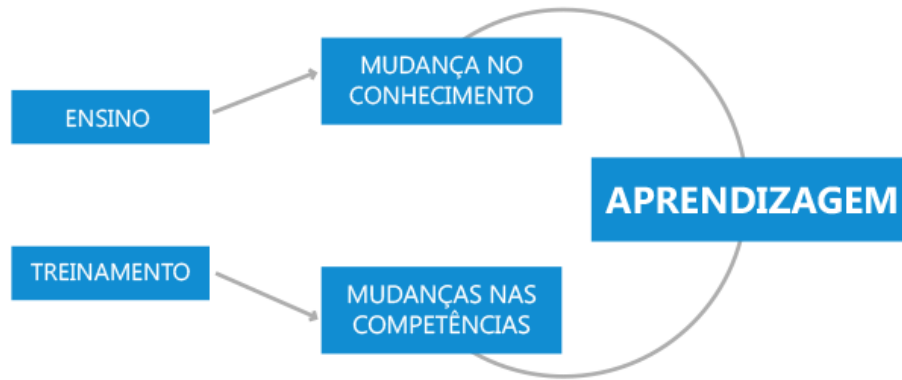 MUDANÇA NO
CONHECIMENTO
ENSINO
APRENDIZAGEM
TREINAMENTO
MUDANÇAS NAS
COMPETÊNCIAS